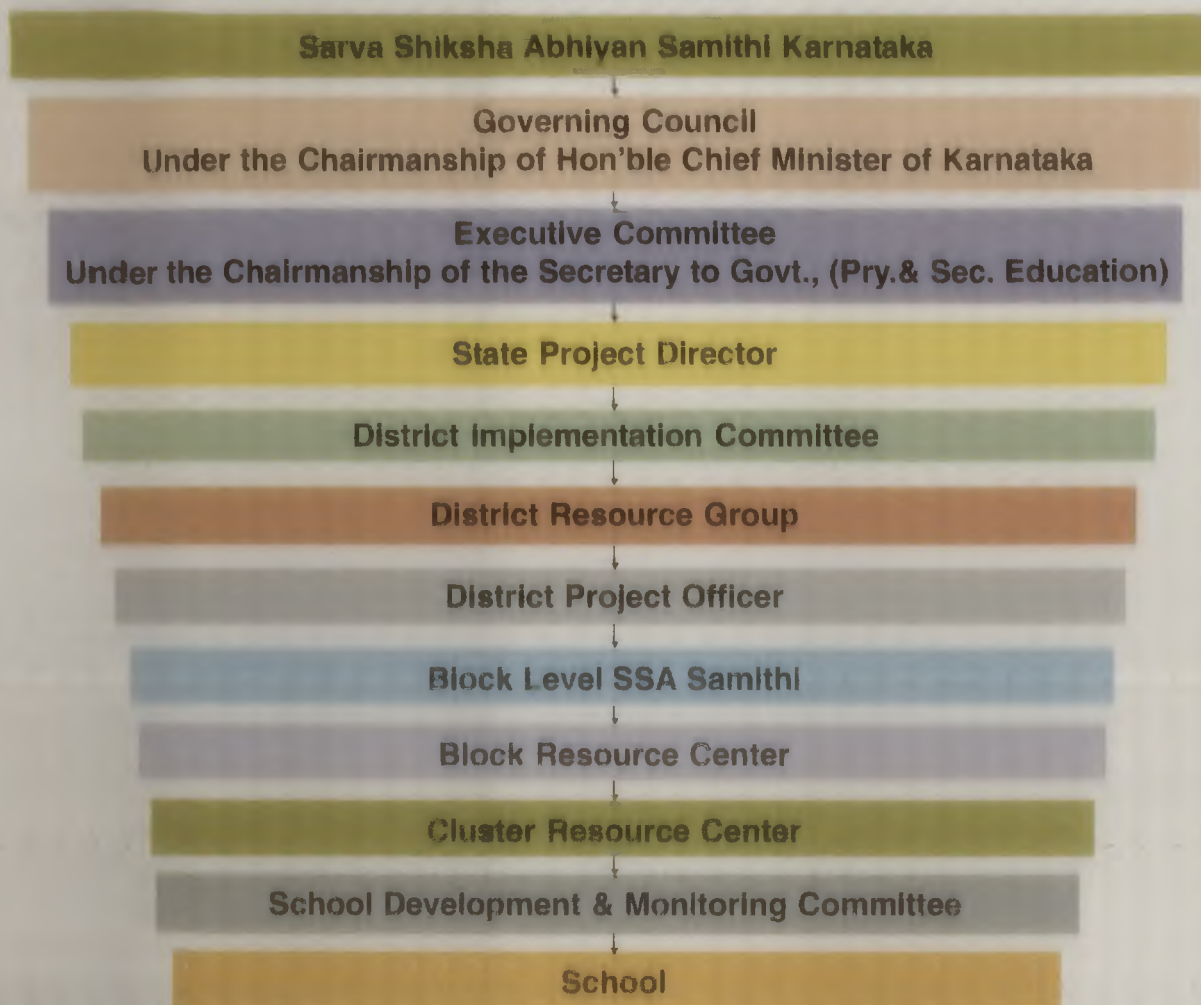 Sarva Shiksha Abhiyan Samithi Karnataka
Governing Council
Under the Chairmanship of Hon'ble Chief Minister of Karnataka
Executive Committee
Under the Chairmanship of the Secretary to Govt., (Pry.& Sec. Education)
State Project Director
District Implementation Committee
District Resource Group
District Project Officer
Block Level SSA Samithi
Block Resource Center
Cluster Resource Center
School Development & Monitoring Committee
School